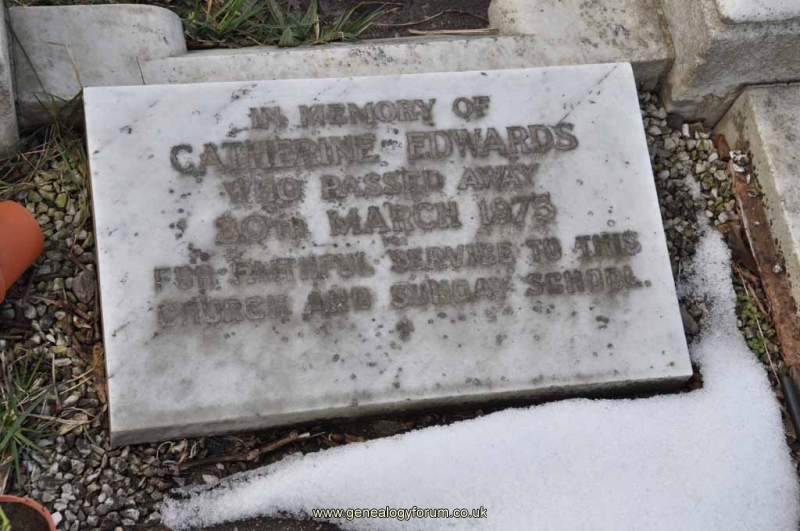 IN MEMORY OF
CATHERINE EDWARDS
WHO PASSED AWAY
30TH MARCH 1973
FOR FAITHFUL SERVICE TO THIS
CHURCH AND SUNDAY SCHOOL.
www.genealogyforum.co.uk